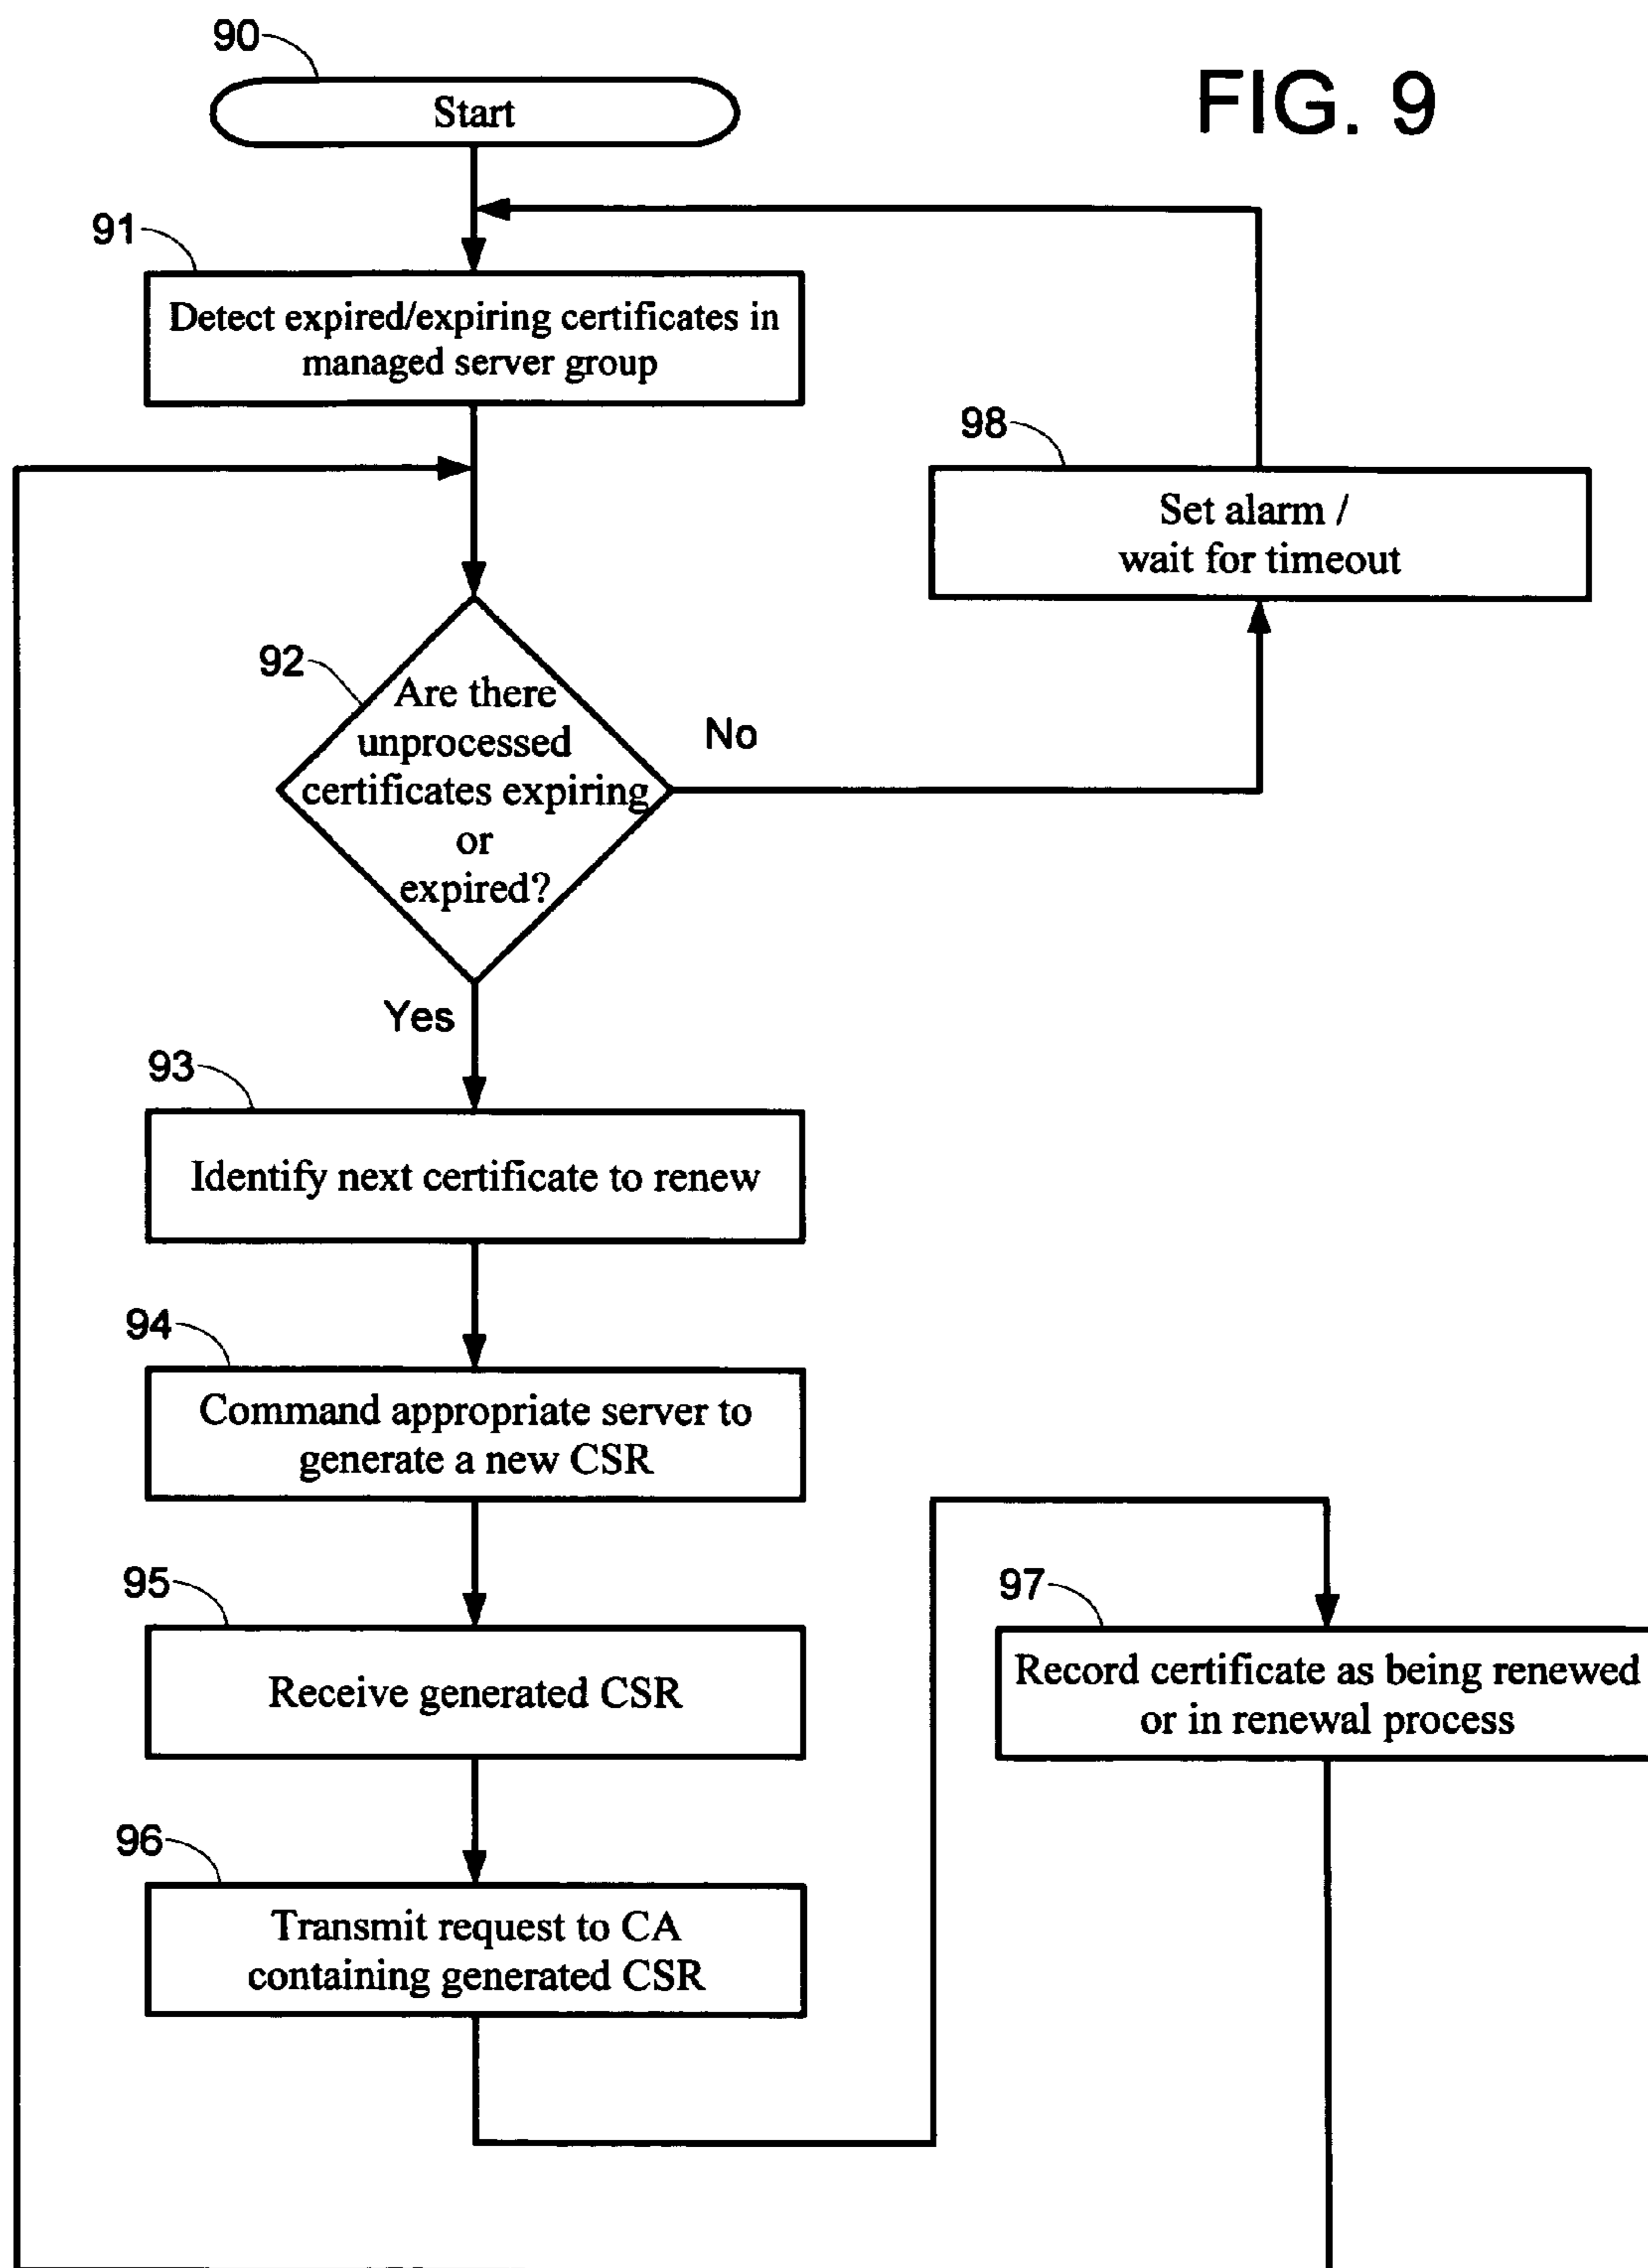 FIG. 9
90
Start
91
Detect expired/expiring certificates in
managed server group
98
Set alarm /
wait for timeout
92
Are there
unprocessed
certificates expiring
or
expired?
No
Yes
93
Identify next certificate to renew
94
Command appropriate server to
generate a new CSR
95
Receive generated CSR
97
Record certificate as being renewed
or in renewal process
96
Transmit request to CA
containing generated CSR